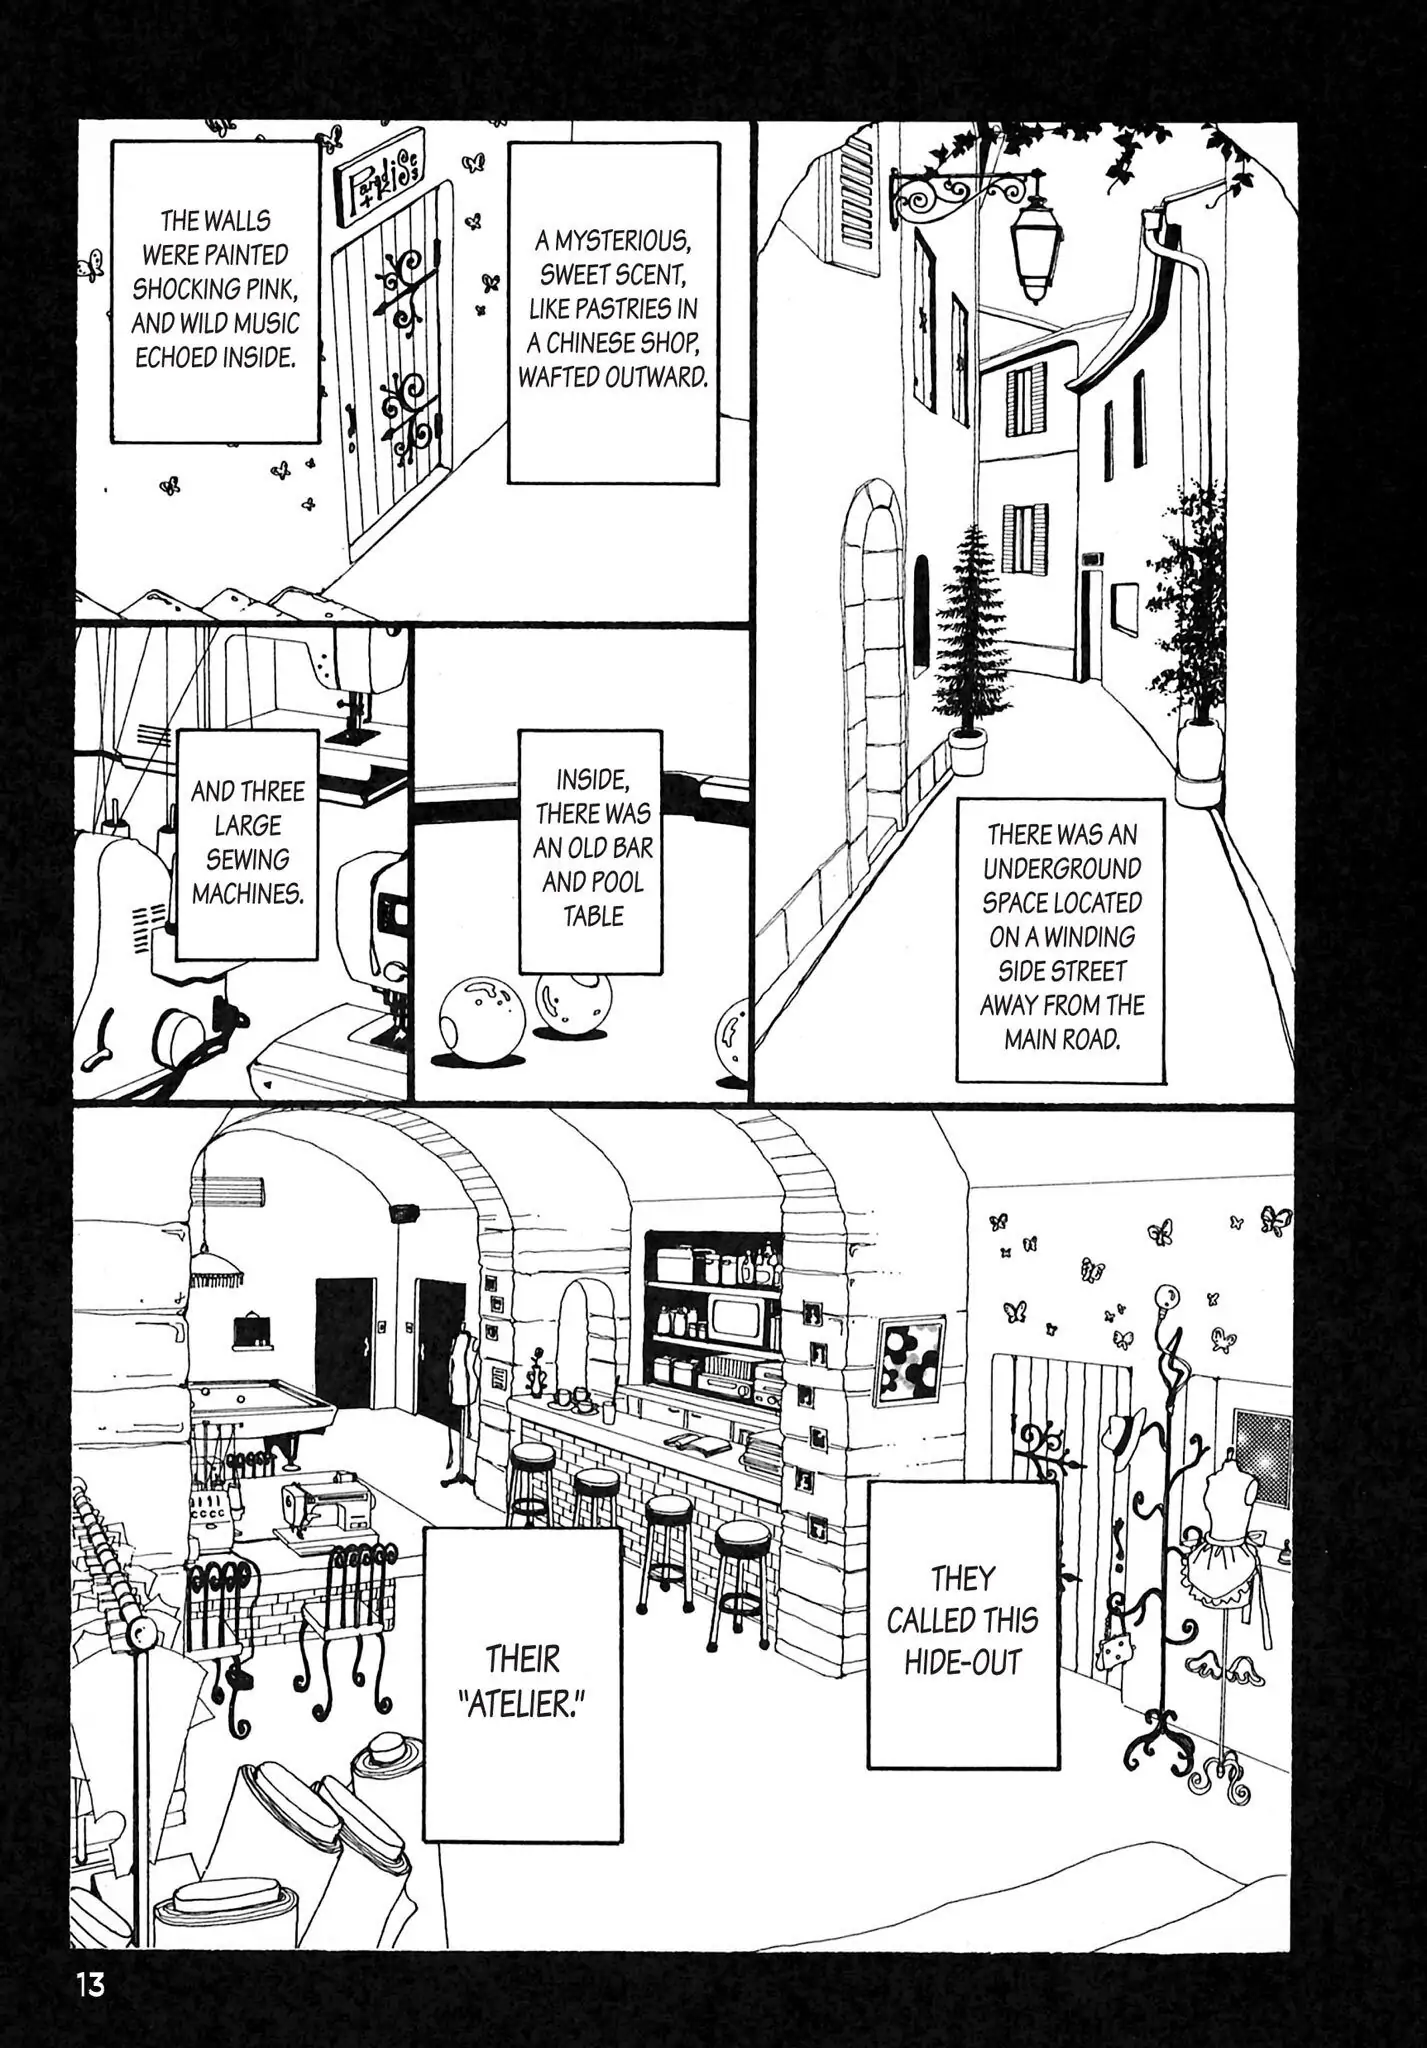 THERE WAS AN
UNDERGROUND
SPACE LOCATED
ON A WINDING
SIDE STREET
AWAY FROM THE
MAIN ROAD.
A MYSTERIOUS,
SWEET SCENT,
LIKE PASTRIES IN
A CHINESE SHOP,
WAFTED OUTWARD.
Paradise
THE WALLS
WERE PAINTED
SHOCKING PINK,
AND WILD MUSIC
ECHOED INSIDE.
INSIDE,
THERE WAS
AN OLD BAR
AND POOL
TABLE
AND THREE
LARGE
SEWING
MACHINES.
THEY
CALLED THIS
HIDE-OUT
THEIR
"ATELIER."
13